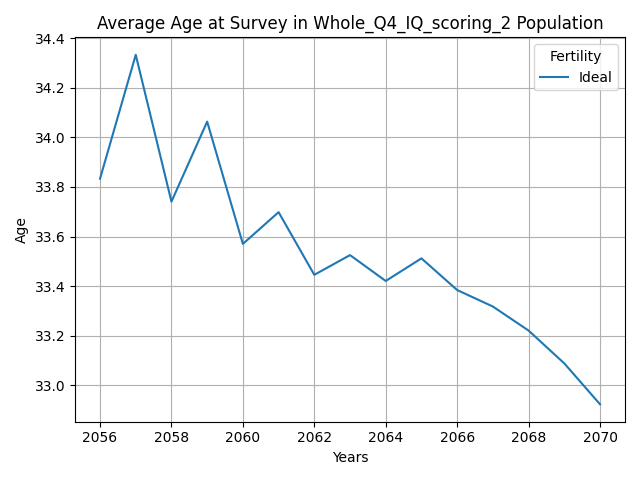 Average Age at Survey in Whole_Q4_IQ_scoring_2 Population
34.4
34.2
34.0
33.8
33.6
33.4
33.2
33.0
Age
Fertility
Ideal
2056 2058 2060 2062 2064 2066 2068 2070
Years